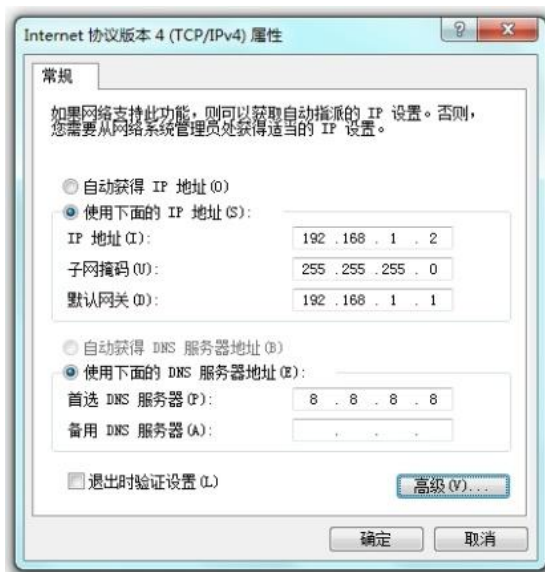 Internet 协议版本 4 (TCP/IPv4) 属性
常规
如果网络支持此功能，则可以获取自动指派的 IP 设置。否则，
您需要从网络系统管理员处获得适当的 IP 设置。
自动获得 IP 地址(O)
使用下面的 IP 地址(S):
IP 地址(I): 192 .168 . 1 . 2
子网掩码(U): 255 .255 .255 . 0
默认网关(D): 192 .168 . 1 . 1
自动获得 DNS 服务器地址(B)
使用下面的 DNS 服务器地址(E):
首选 DNS 服务器(P): 8 . 8 . 8 . 8
备用 DNS 服务器(A): . . .
退出时验证设置(L)
高级(V)...
确定 取消